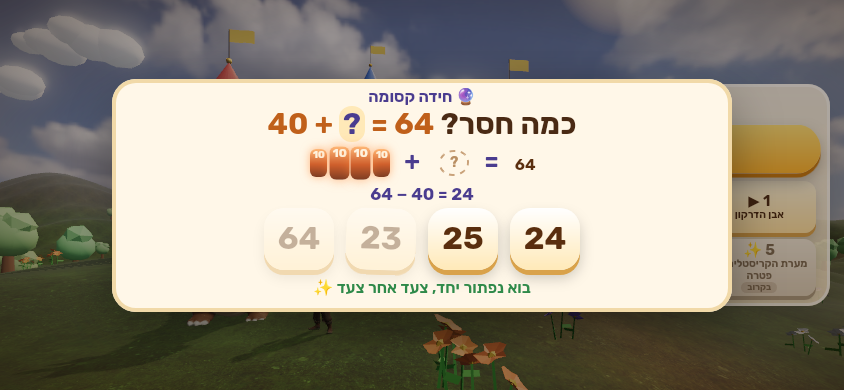 🔮 חידה קסומה
כמה חסר? 40 + ? = 64
10 10 10 10 + ? = 64
64 − 40 = 24
64 23 25 24
בוא נפתור יחד, צעד אחר צעד ✨
▶ 1
אבן הדרקון
5 ✨
מערת הקריסטלי
פטרה
בקרוב